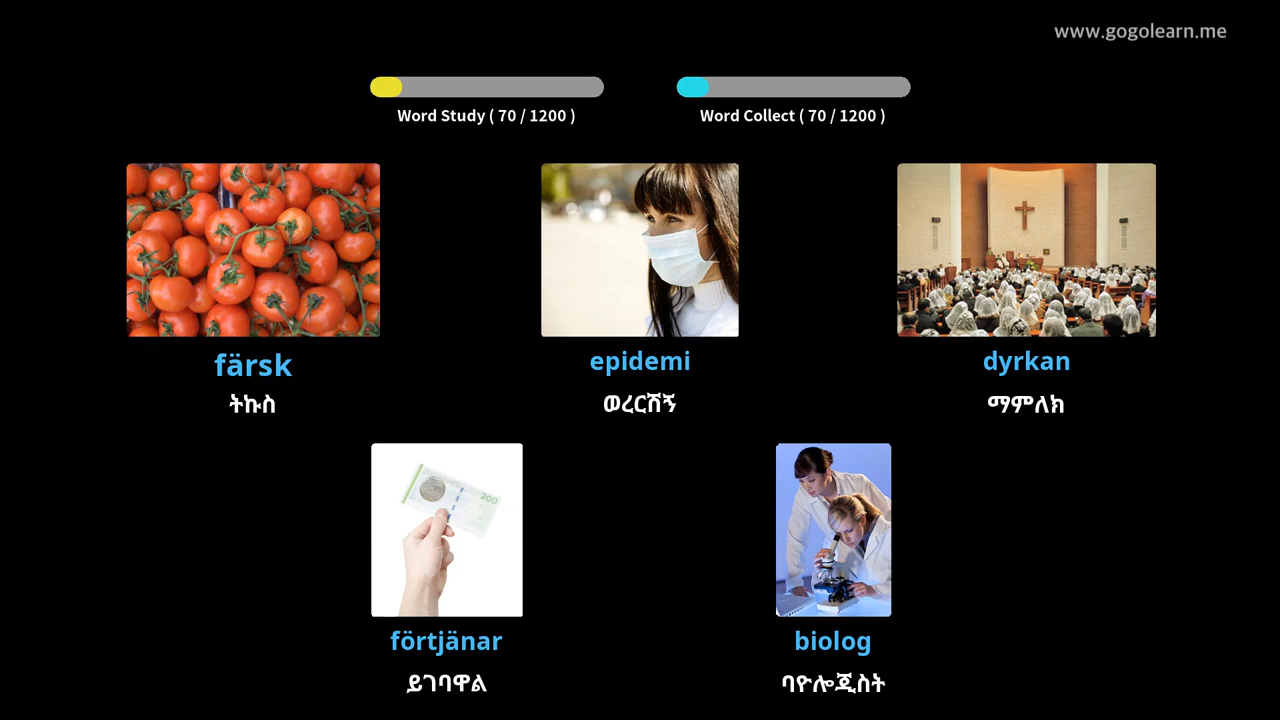 www.gogolearn.me
Word Study ( 70 / 1200 )
Word Collect ( 70 / 1200 )
färsk
ትኩስ
epidemi
ወረርሽኝ
dyrkan
ማምለክ
200
förtjänar
ይገባዋል
biolog
ባዮሎጂስት